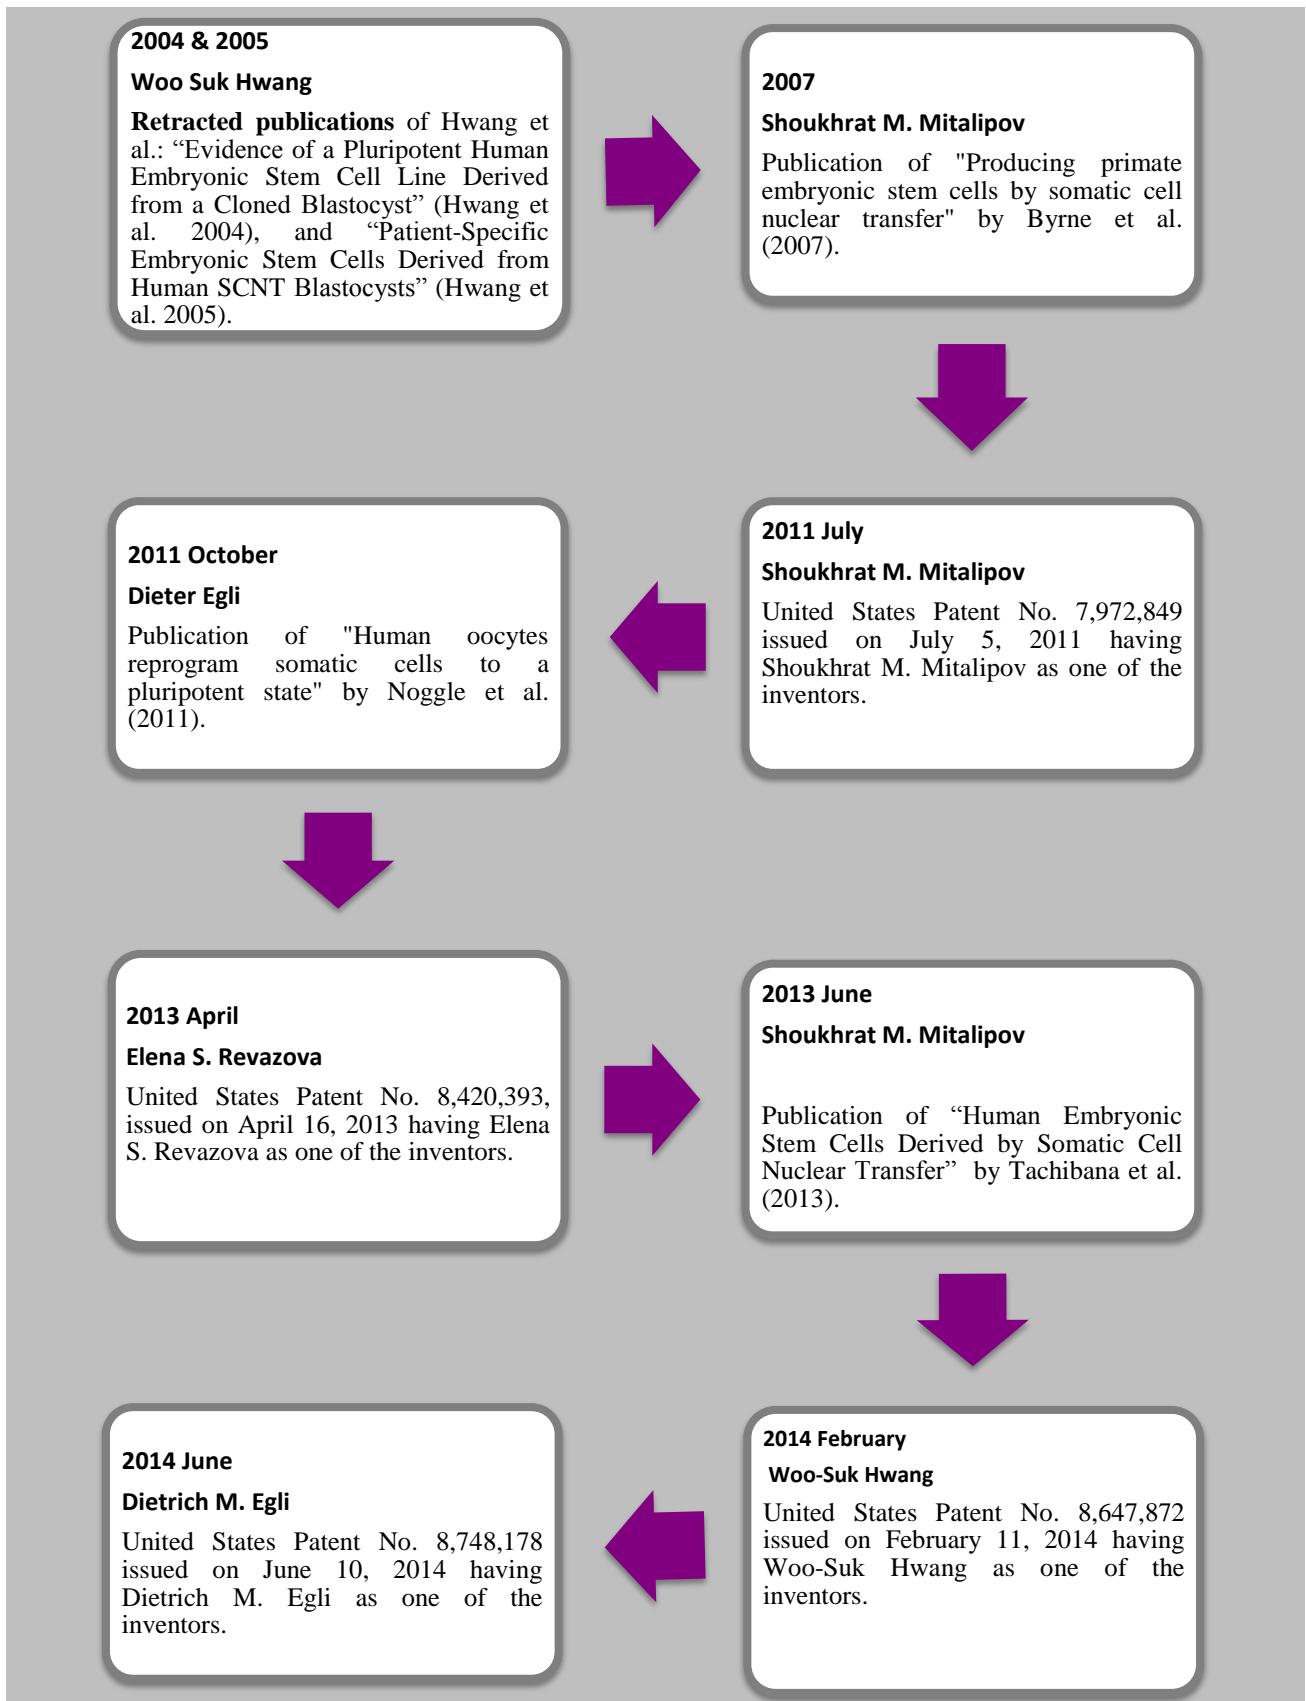 2004 & 2005
Woo Suk Hwang
Retracted publications of Hwang et
al.: “Evidence of a Pluripotent Human
Embryonic Stem Cell Line Derived
from a Cloned Blastocyst” (Hwang et
al. 2004), and “Patient-Specific
Embryonic Stem Cells Derived from
Human SCNT Blastocysts” (Hwang et
al. 2005).
2007
Shoukhrat M. Mitalipov
Publication of "Producing primate
embryonic stem cells by somatic cell
nuclear transfer" by Byrne et al.
(2007).
2011 July
Shoukhrat M. Mitalipov
United States Patent No. 7,972,849
issued on July 5, 2011 having
Shoukhrat M. Mitalipov as one of the
inventors.
2011 October
Dieter Egli
Publication of "Human oocytes
reprogram somatic cells to a
pluripotent state" by Noggle et al.
(2011).
2013 April
Elena S. Revazova
United States Patent No. 8,420,393,
issued on April 16, 2013 having Elena
S. Revazova as one of the inventors.
2013 June
Shoukhrat M. Mitalipov
Publication of “Human Embryonic
Stem Cells Derived by Somatic Cell
Nuclear Transfer” by Tachibana et al.
(2013).
2014 February
Woo-Suk Hwang
United States Patent No. 8,647,872
issued on February 11, 2014 having
Woo-Suk Hwang as one of the
inventors.
2014 June
Dietrich M. Egli
United States Patent No. 8,748,178
issued on June 10, 2014 having
Dietrich M. Egli as one of the
inventors.